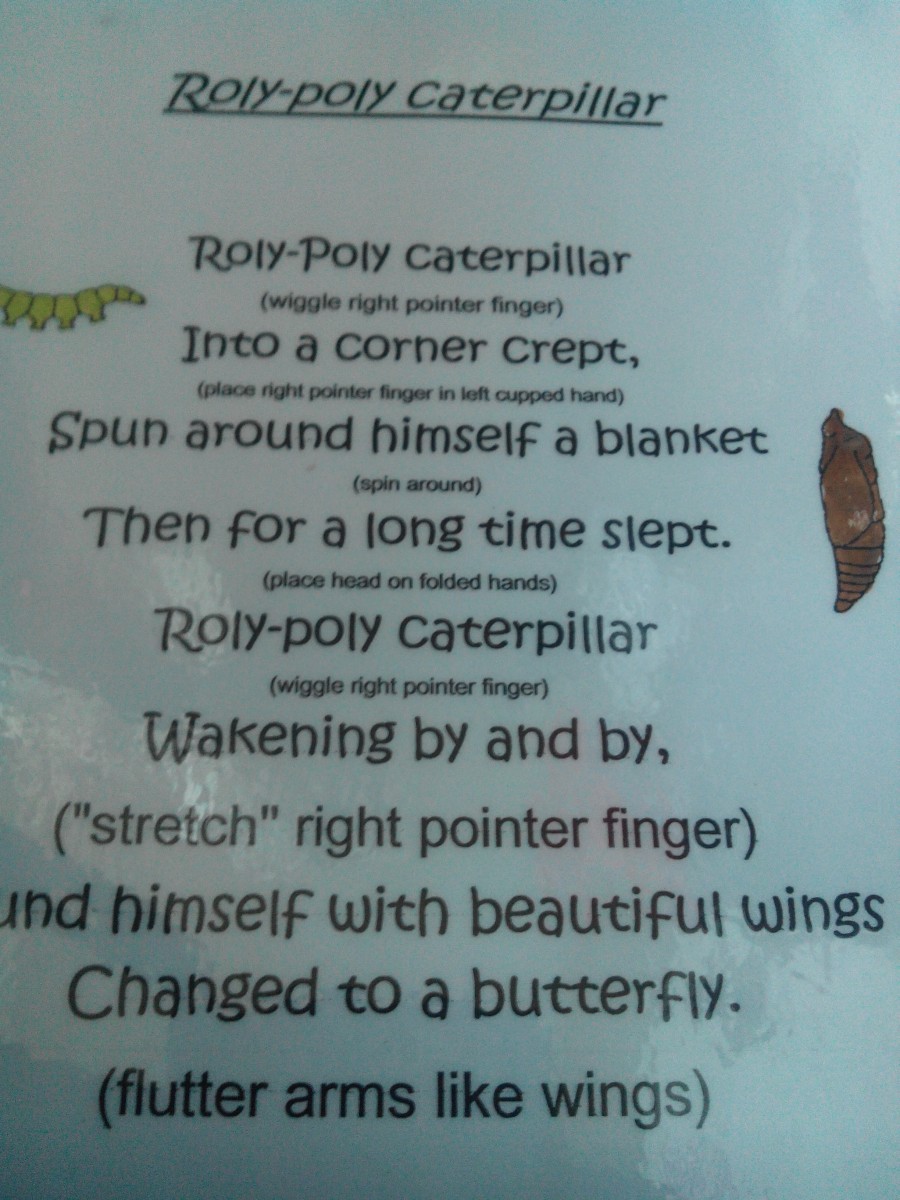 Roly-poly caterpillar
Roly-Poly caterpillar
(wiggle right pointer finger)
Into a corner crept,
(place right pointer finger in left cupped hand)
Spun around himself a blanket
(spin around)
Then for a long time slept.
(place head on folded hands)
Roly-poly caterpillar
(wiggle right pointer finger)
Wakening by and by,
("stretch" right pointer finger)
himself with beautiful wings
Changed to a butterfly.
(flutter arms like wings)